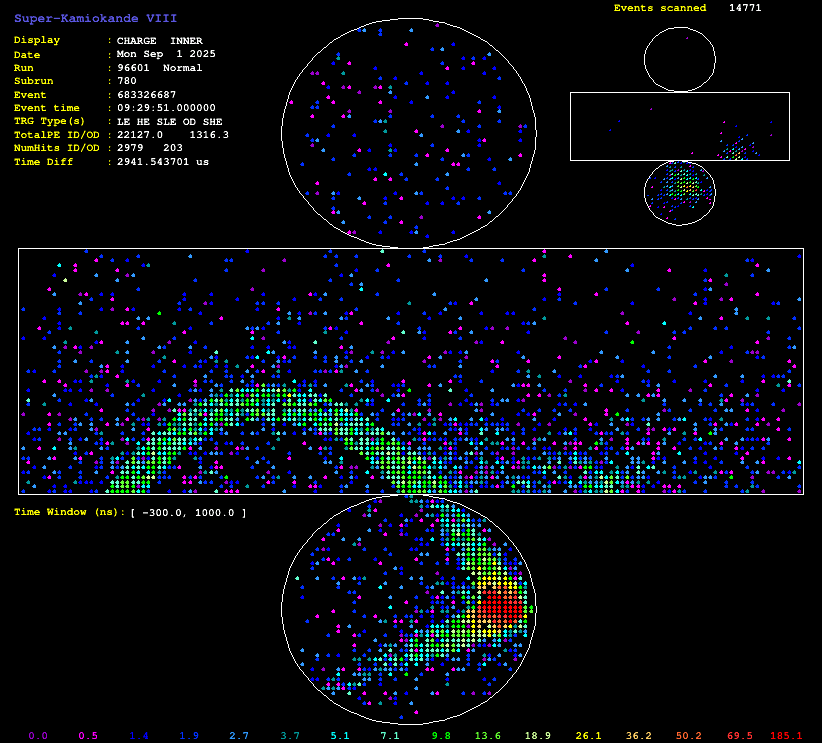 Super-Kamiokande VIII
Events scanned 14771
Display : CHARGE INNER
Date : Mon Sep 1 2025
Run : 96601 Normal
Subrun : 780
Event : 683326687
Event time : 09:29:51.000000
TRG Type(s) : LE HE SLE OD SHE
TotalPE ID/OD : 22127.0 1316.3
NumHits ID/OD : 2979 203
Time Diff : 2941.543701 us
Time Window (ns): [ -300.0, 1000.0 ]
0.0 0.5 1.4 1.9 2.7 3.7 5.1 7.1 9.8 13.6 18.9 26.1 36.2 50.2 69.5 185.1